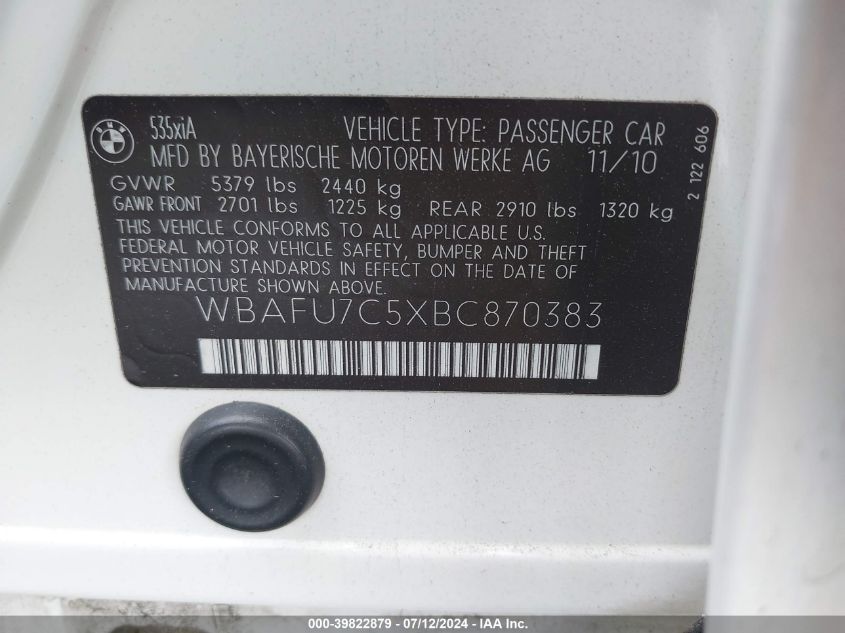 BMW
535xiA VEHICLE TYPE: PASSENGER CAR
MFD BY BAYERISCHE MOTOREN WERKE AG 11/10
GVWR 5379 lbs 2440 kg
GAWR FRONT 2701 lbs 1225 kg REAR 2910 lbs 1320 kg
THIS VEHICLE CONFORMS TO ALL APPLICABLE U.S.
FEDERAL MOTOR VEHICLE SAFETY, BUMPER AND THEFT
PREVENTION STANDARDS IN EFFECT ON THE DATE OF
MANUFACTURE SHOWN ABOVE.
WBAFU7C5XBC870383
2 122 606
000-39822879 - 07/12/2024 - IAA Inc.